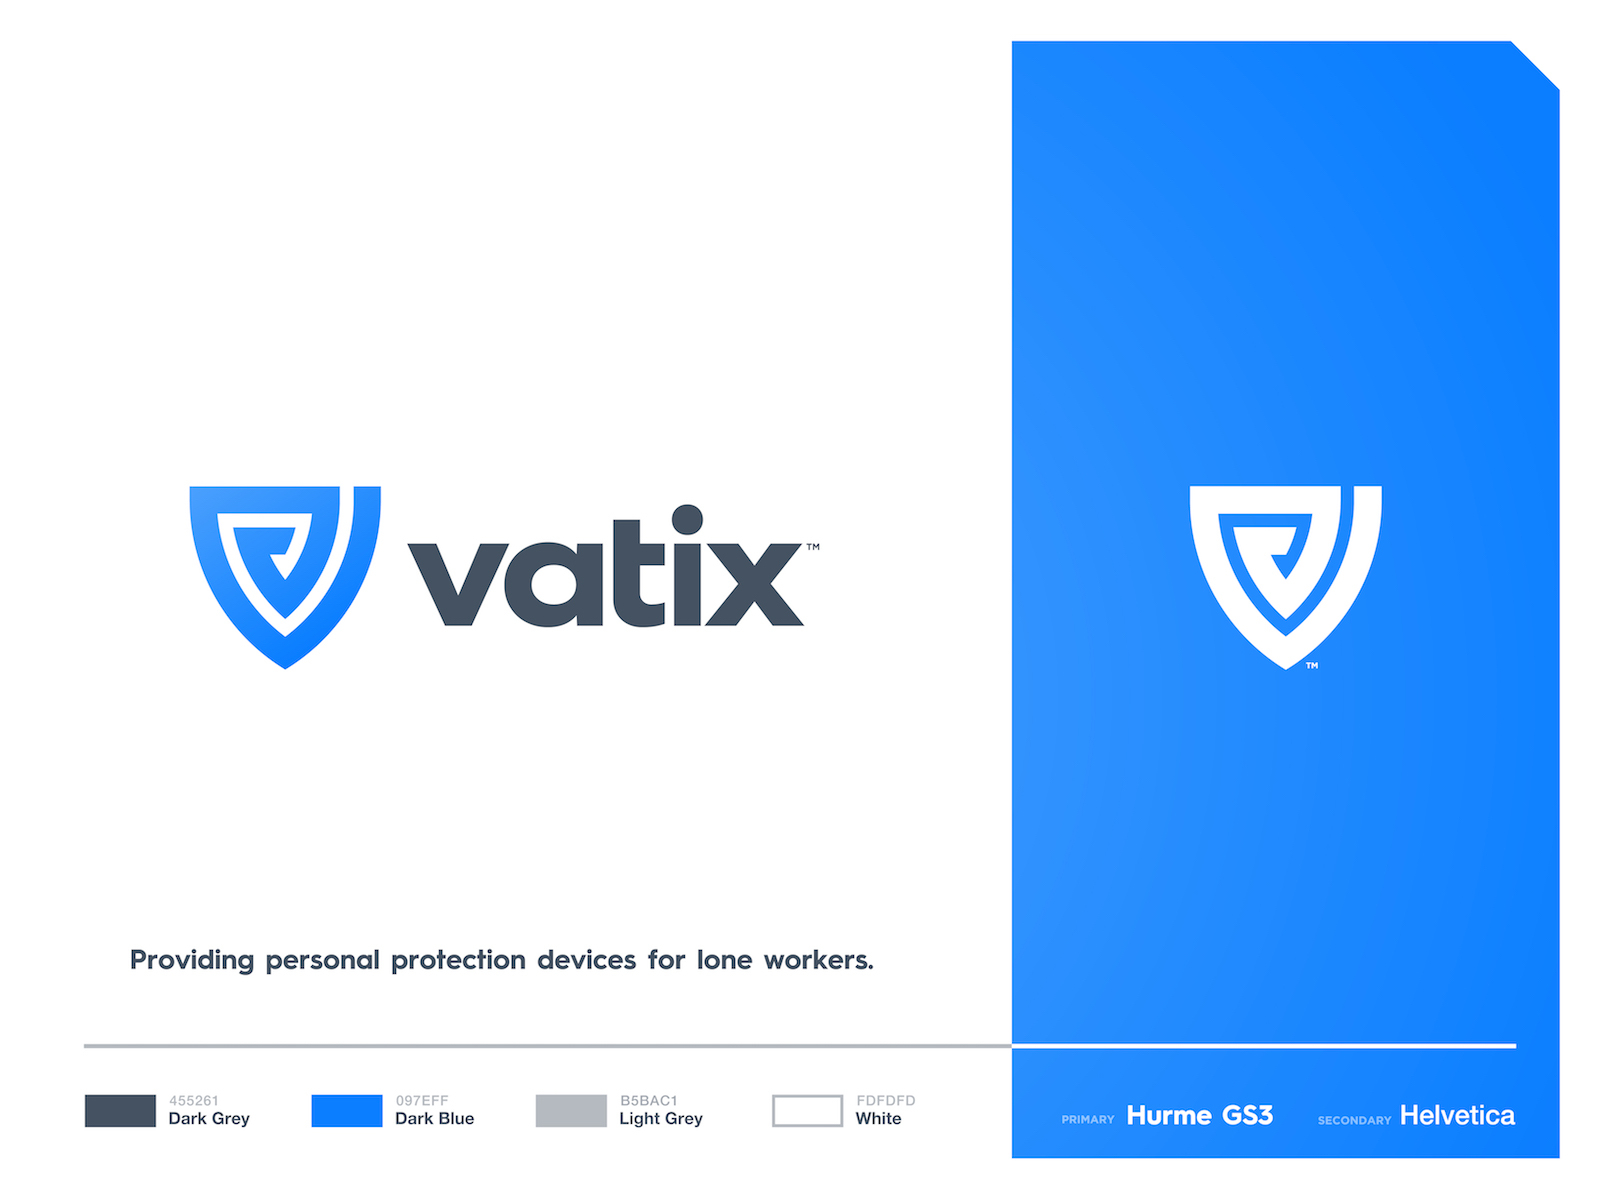 vatix™
TM
Providing personal protection devices for lone workers.
455261
Dark Grey
097EFF
Dark Blue
B5BAC1
Light Grey
FDFDFD
White
PRIMARY Hurme GS3
SECONDARY Helvetica